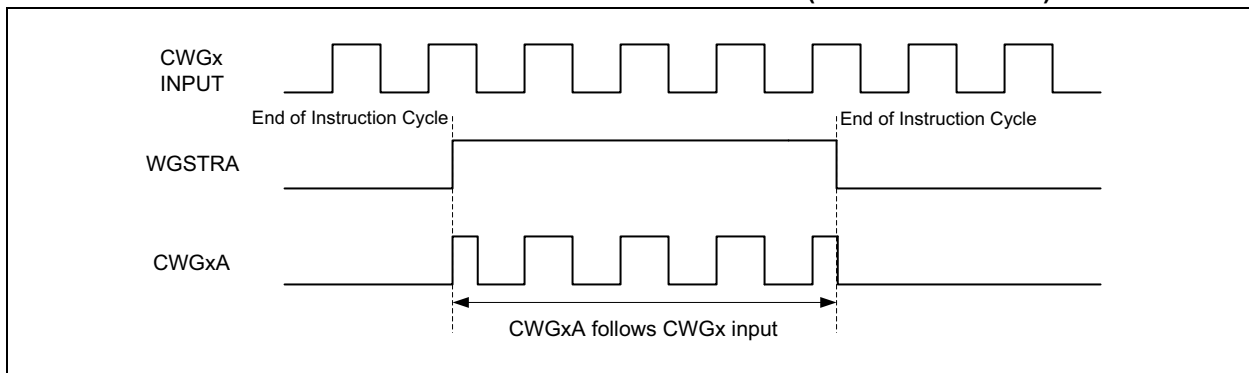 CWGx
INPUT
End of Instruction Cycle
End of Instruction Cycle
WGSTRA
CWGxA
CWGxA follows CWGx input